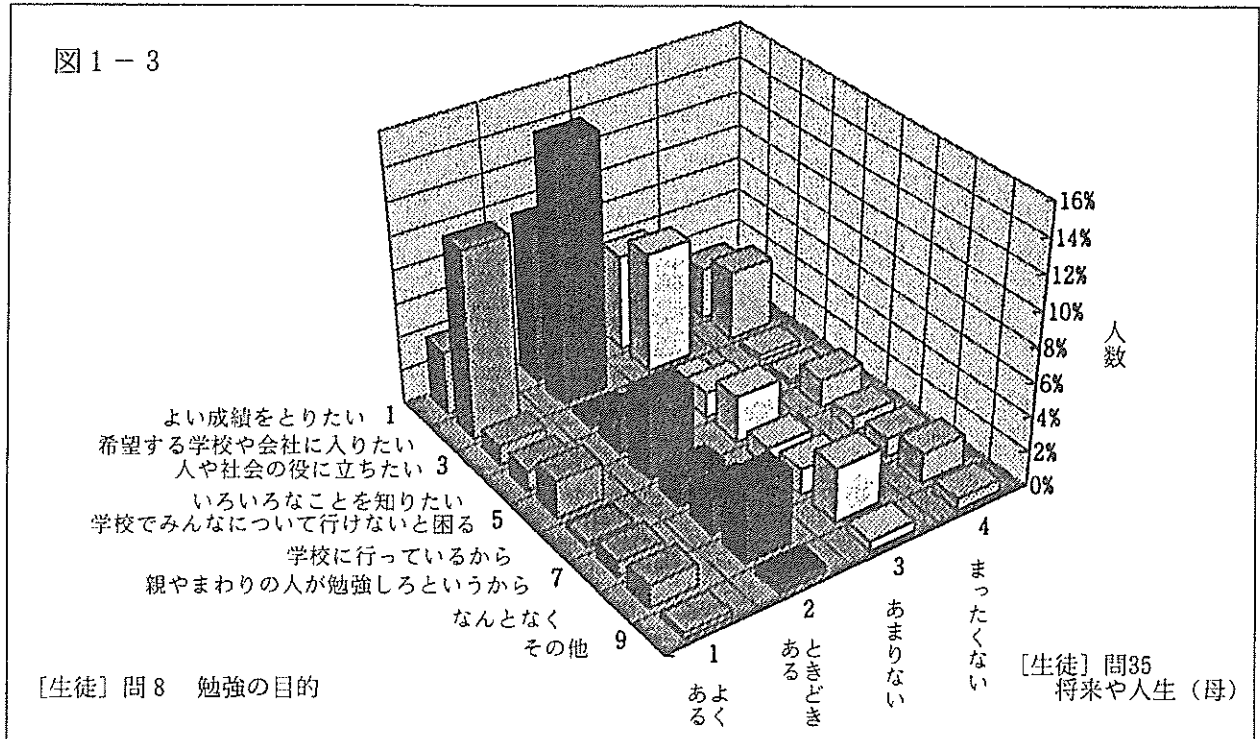 図1－3
16%
14%
12%
10%
8%
6%
4%
2%
0%
人数
よい成績をとりたい 1
希望する学校や会社に入りたい
人や社会の役に立ちたい 3
いろいろなことを知りたい
学校でみんなについて行けないと困る 5
学校に行っているから
親やまわりの人が勉強しろというから 7
なんとなく
その他 9
1 よくある
2 ときどきある
3 あまりない
4 まったくない
［生徒］問8 勉強の目的
［生徒］問35
将来や人生（母）